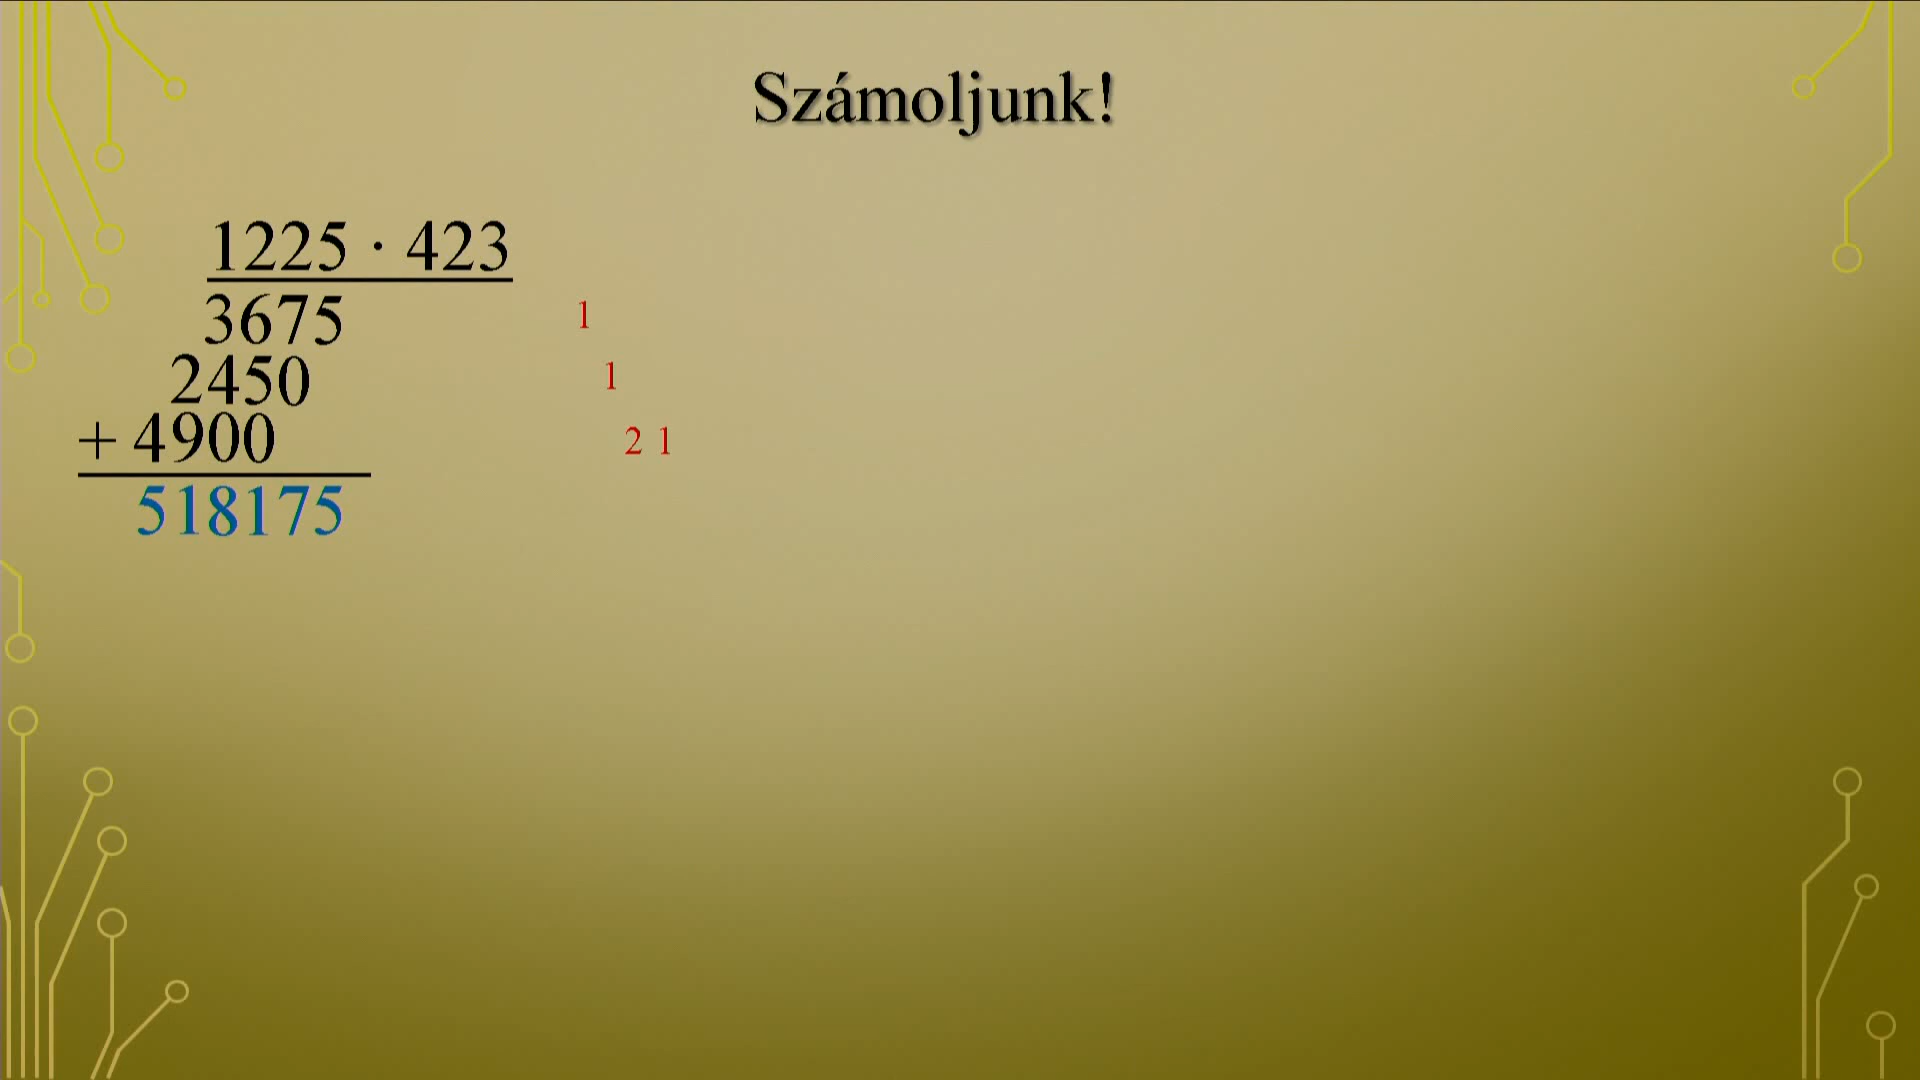 Számoljunk!
1225 · 423
3675 1
2450 1
+ 4900 2 1
518175